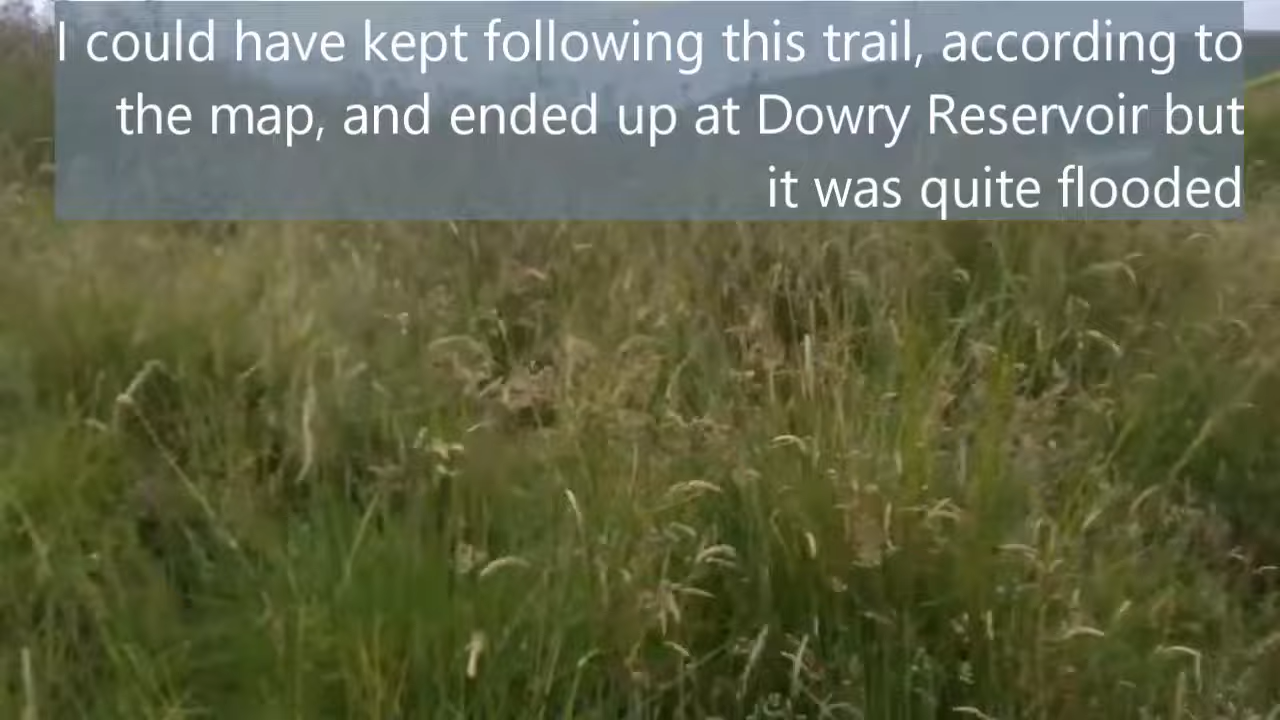 I could have kept following this trail, according to
the map, and ended up at Dowry Reservoir but
it was quite flooded